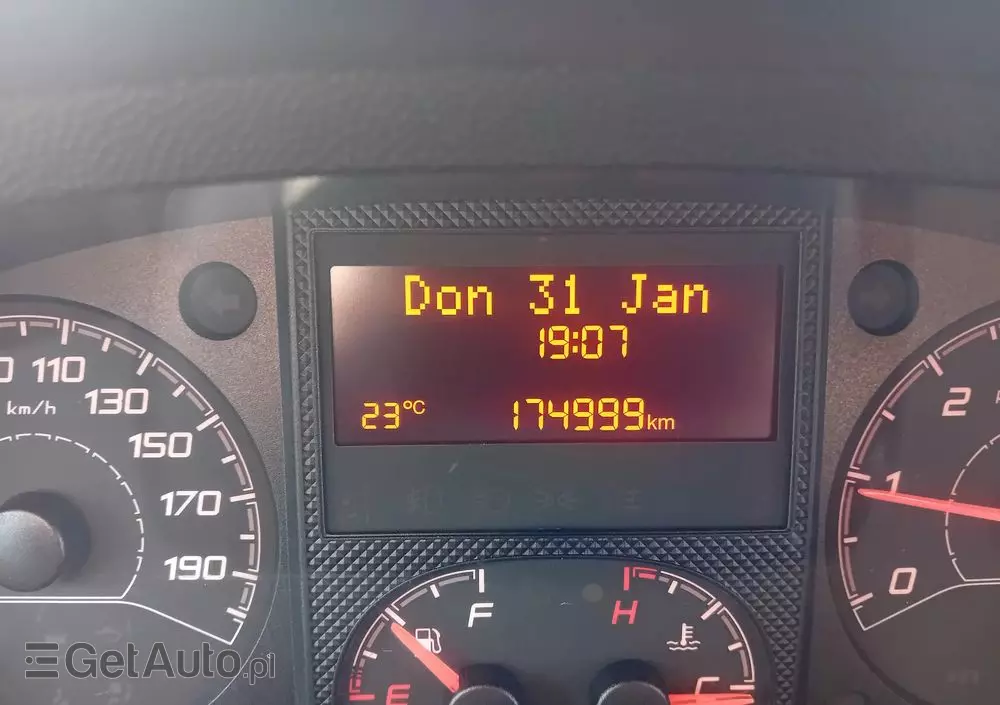 Don 31 Jan
19:07
23°C 174999km
110
km/h
130
150
170
190
2
1
0
F
H
E
C
GetAuto.pl